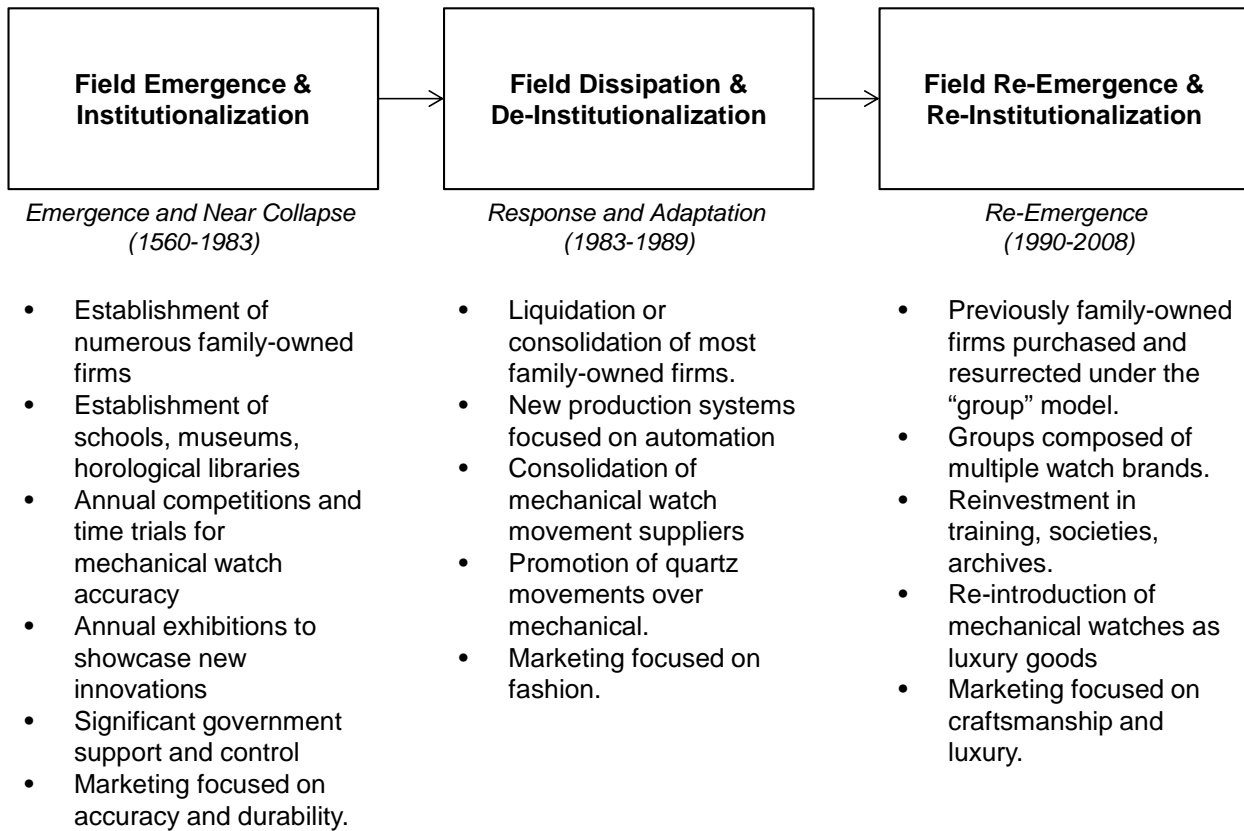 Field Emergence &
Institutionalization
Field Dissipation &
De-Institutionalization
Field Re-Emergence &
Re-Institutionalization
Emergence and Near Collapse
(1560-1983)
Response and Adaptation
(1983-1989)
Re-Emergence
(1990-2008)
• Establishment of
numerous family-owned
firms
• Establishment of
schools, museums,
horological libraries
• Annual competitions and
time trials for
mechanical watch
accuracy
• Annual exhibitions to
showcase new
innovations
• Significant government
support and control
• Marketing focused on
accuracy and durability.
• Liquidation or
consolidation of most
family-owned firms.
• New production systems
focused on automation
• Consolidation of
mechanical watch
movement suppliers
• Promotion of quartz
movements over
mechanical.
• Marketing focused on
fashion.
• Previously family-owned
firms purchased and
resurrected under the
“group” model.
• Groups composed of
multiple watch brands.
• Reinvestment in
training, societies,
archives.
• Re-introduction of
mechanical watches as
luxury goods
• Marketing focused on
craftsmanship and
luxury.